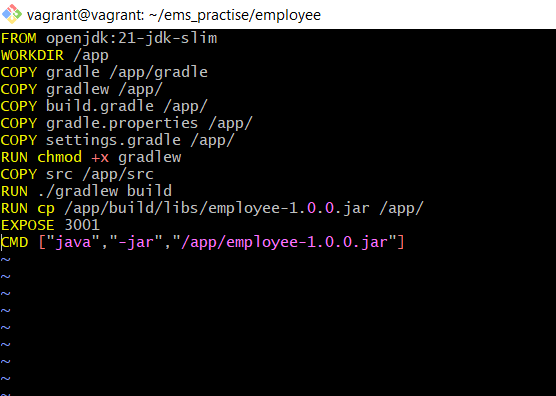 vagrant@vagrant: ~/ems_practise/employee
FROM openjdk:21-jdk-slim
WORKDIR /app
COPY gradle /app/gradle
COPY gradlew /app/
COPY build.gradle /app/
COPY gradle.properties /app/
COPY settings.gradle /app/
RUN chmod +x gradlew
COPY src /app/src
RUN ./gradlew build
RUN cp /app/build/libs/employee-1.0.0.jar /app/
EXPOSE 3001
CMD ["java","-jar","/app/employee-1.0.0.jar"]
~
~
~
~
~
~
~
~
~